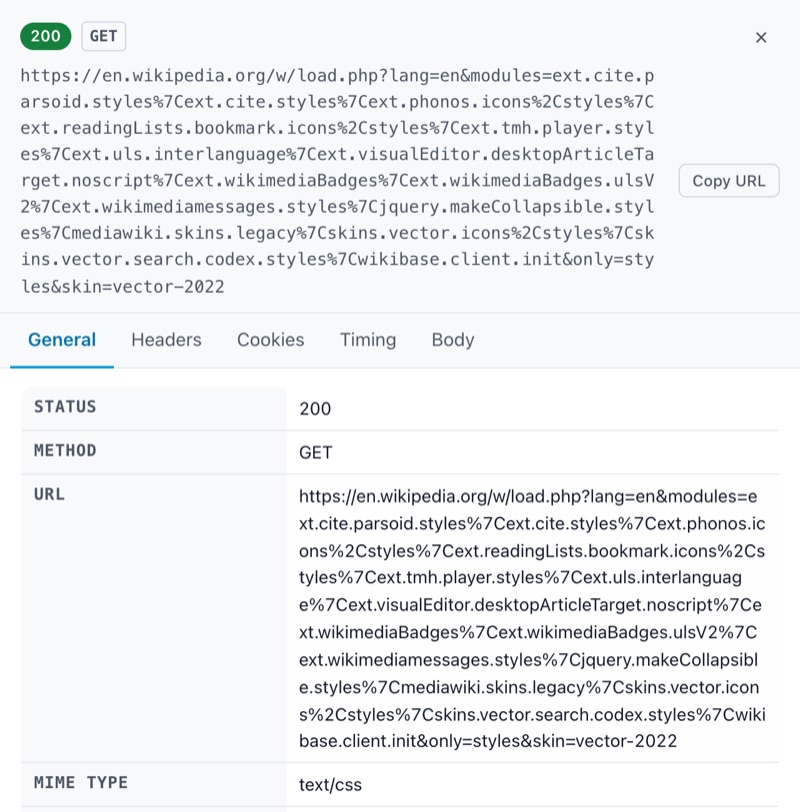 200 GET ×
https://en.wikipedia.org/w/load.php?lang=en&modules=ext.cite.p
arsoid.styles%7Cext.cite.styles%7Cext.phonos.icons%2Cstyles%7C
ext.readingLists.bookmark.icons%2Cstyles%7Cext.tmh.player.styl
es%7Cext.uls.interlanguage%7Cext.visualEditor.desktopArticleTa
rget.noscript%7Cext.wikimediaBadges%7Cext.wikimediaBadges.ulsV
2%7Cext.wikimediamessages.styles%7Cjquery.makeCollapsible.styl
es%7Cmediawiki.skins.legacy%7Cskins.vector.icons%2Cstyles%7Csk
ins.vector.search.codex.styles%7Cwikibase.client.init&only=sty
les&skin=vector-2022
Copy URL
General Headers Cookies Timing Body
STATUS 200
METHOD GET
URL https://en.wikipedia.org/w/load.php?lang=en&modules=e
xt.cite.parsoid.styles%7Cext.cite.styles%7Cext.phonos.ic
ons%2Cstyles%7Cext.readingLists.bookmark.icons%2Cs
tyles%7Cext.tmh.player.styles%7Cext.uls.interlanguag
e%7Cext.visualEditor.desktopArticleTarget.noscript%7Ce
xt.wikimediaBadges%7Cext.wikimediaBadges.ulsV2%7C
ext.wikimediamessages.styles%7Cjquery.makeCollapsibl
e.styles%7Cmediawiki.skins.legacy%7Cskins.vector.icon
s%2Cstyles%7Cskins.vector.search.codex.styles%7Cwiki
base.client.init&only=styles&skin=vector-2022
MIME TYPE text/css